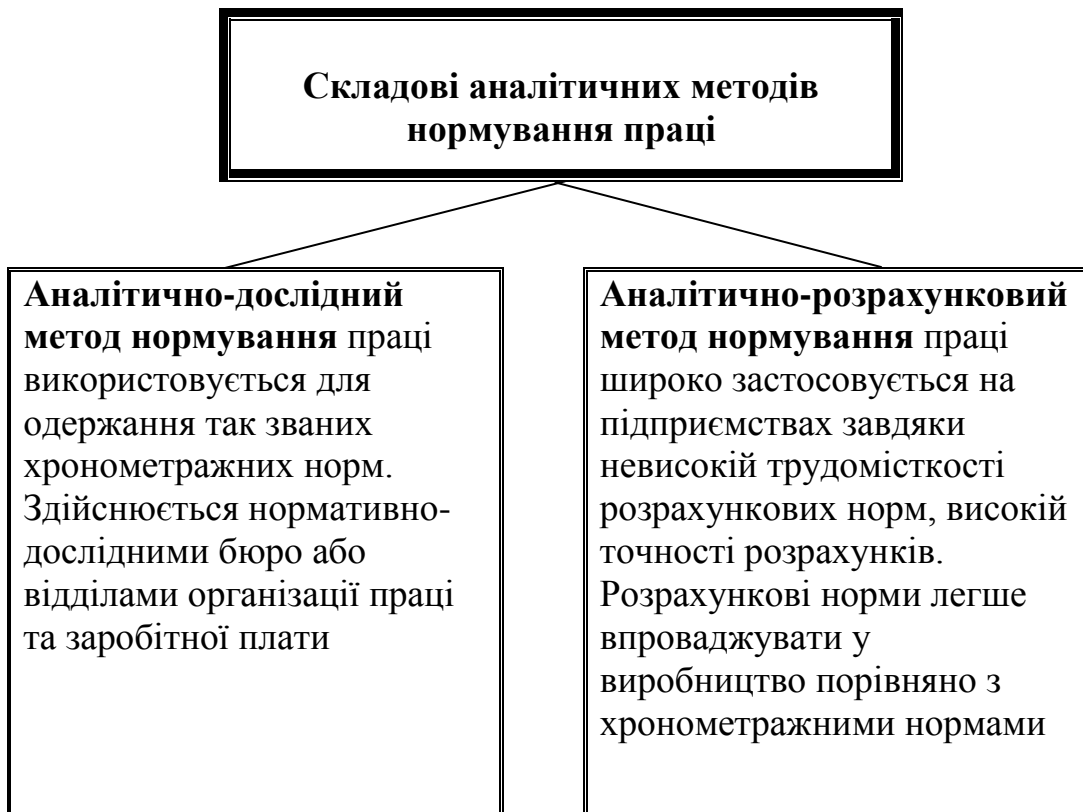 Складові аналітичних методів
нормування праці
Аналітично-дослідний
метод нормування праці
використовується для
одержання так званих
хронометражних норм.
Здійснюється нормативно-
дослідними бюро або
відділами організації праці
та заробітної плати
Аналітично-розрахунковий
метод нормування праці
широко застосовується на
підприємствах завдяки
невисокій трудомісткості
розрахункових норм, високій
точності розрахунків.
Розрахункові норми легше
впроваджувати у
виробництво порівняно з
хронометражними нормами